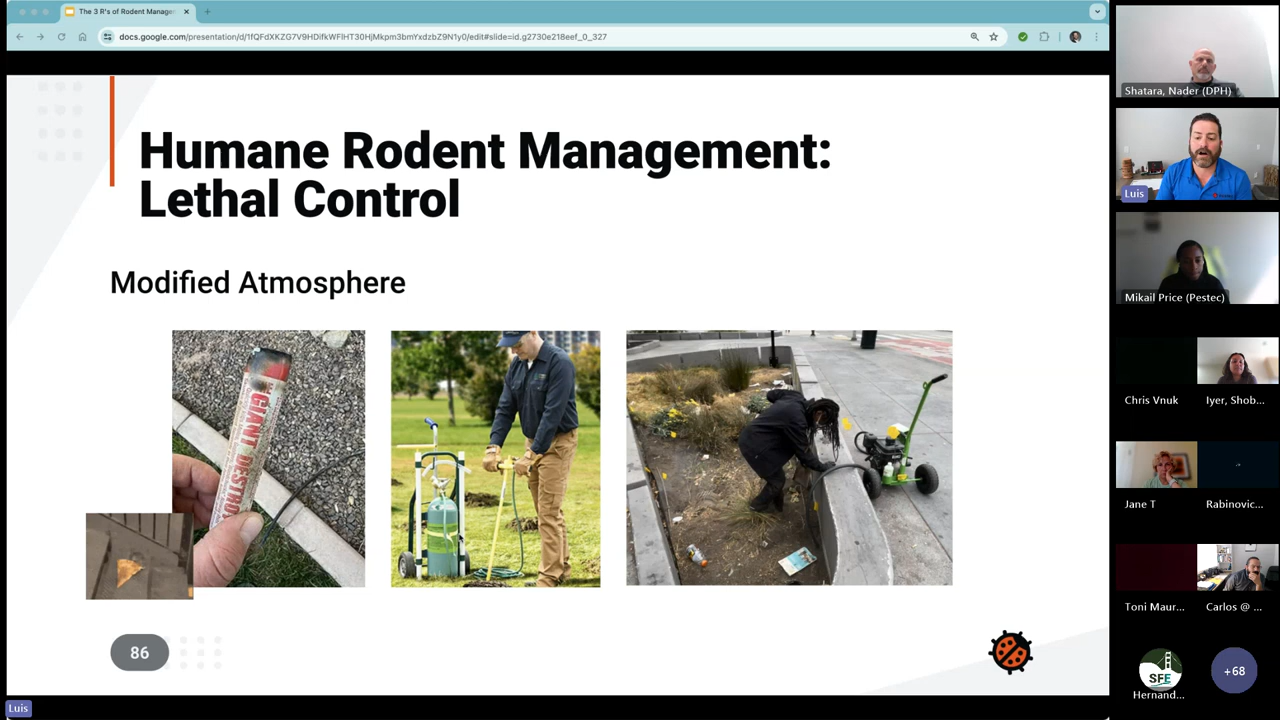 The 3 R's of Rodent Manage
docs.google.com/presentation/d/1fQFdXKZG7V9HDifkWFIHT30HjMkpm3bmYxdzbZ9N1y0/edit#slide=id.g2730e218eef_0_327
Humane Rodent Management:
Lethal Control
Modified Atmosphere
GIANT DESTRO
86
Luis
Shatara, Nader (DPH)
Luis
Mikail Price (Pestec)
Chris Vnuk
Iyer, Shob...
Jane T
Rabinovic...
Toni Maur...
Carlos @ ...
SFE
Hernand...
+68